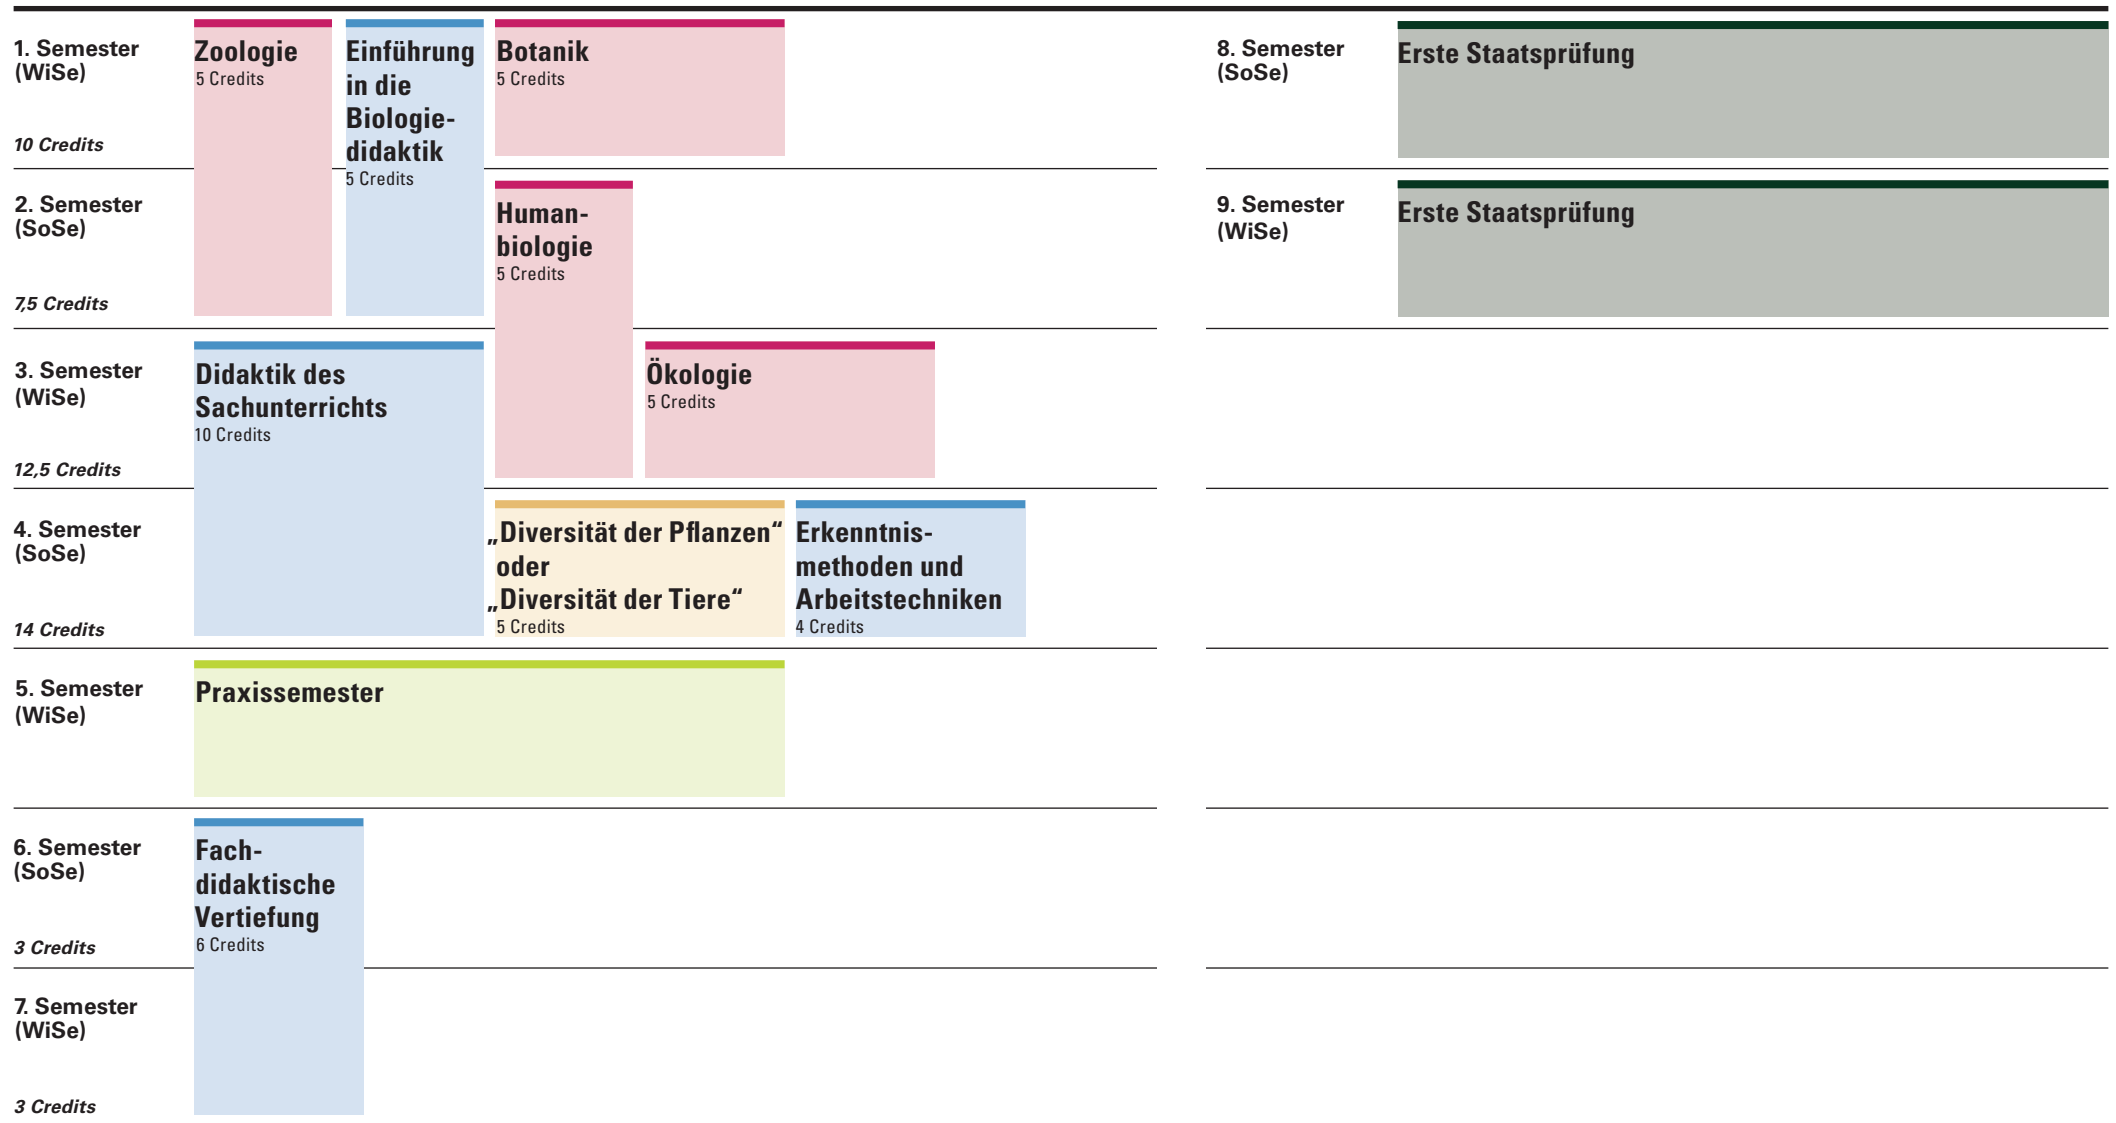 1. Semester
(WiSe)
10 Credits
Zoologie
5 Credits
Einführung
in die
Biologie-
didaktik
5 Credits
Botanik
5 Credits
2. Semester
(SoSe)
7,5 Credits
Human-
biologie
5 Credits
3. Semester
(WiSe)
12,5 Credits
Didaktik des
Sachunterrichts
10 Credits
Ökologie
5 Credits
4. Semester
(SoSe)
14 Credits
„Diversität der Pflanzen“
oder
„Diversität der Tiere“
5 Credits
Erkenntnis-
methoden und
Arbeitstechniken
4 Credits
5. Semester
(WiSe)
Praxissemester
6. Semester
(SoSe)
3 Credits
Fach-
didaktische
Vertiefung
6 Credits
7. Semester
(WiSe)
3 Credits
8. Semester
(SoSe)
Erste Staatsprüfung
9. Semester
(WiSe)
Erste Staatsprüfung